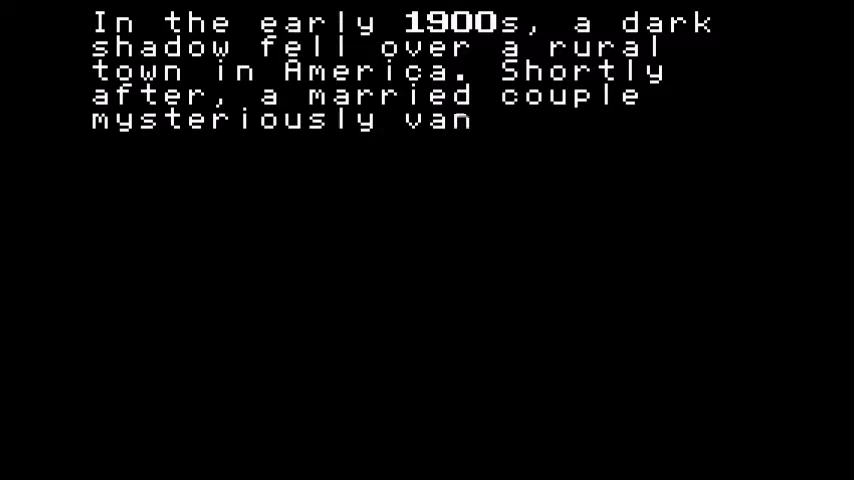 In the early 1900s, a dark
shadow fell over a rural
town in America. Shortly
after, a married couple
mysteriously van